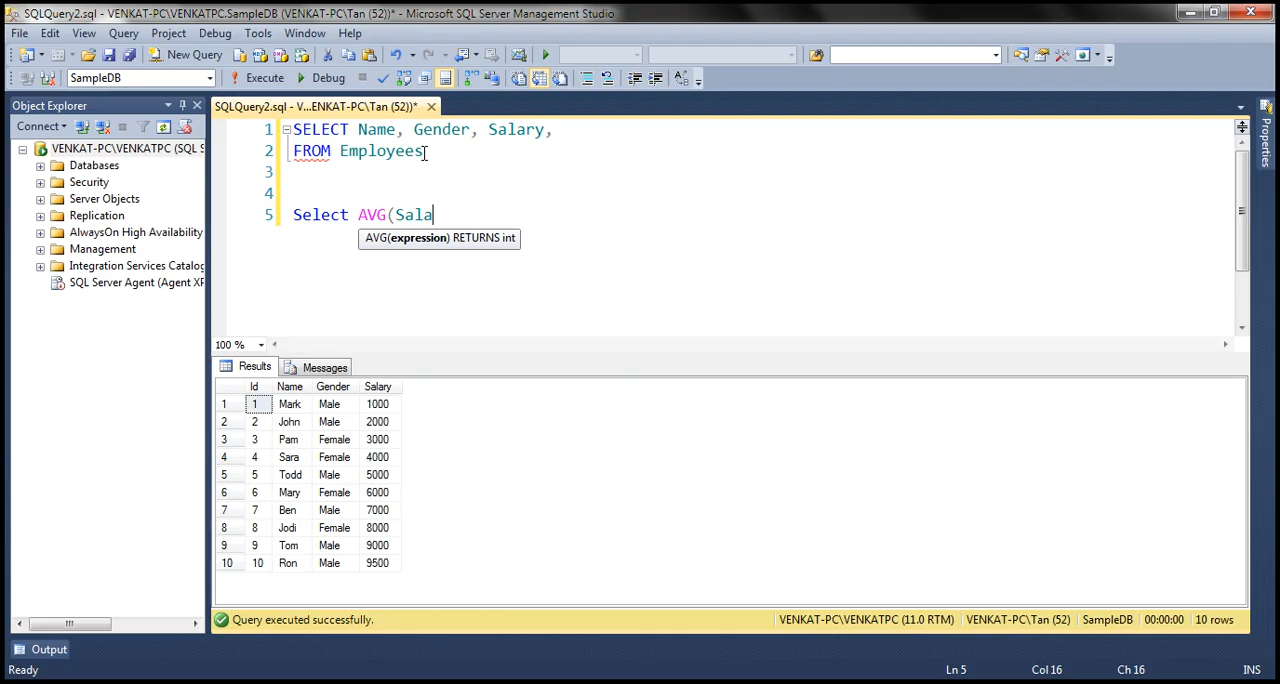 SQLQuery2.sql - VENKAT-PC\VENKATPC.SampleDB (VENKAT-PC\Tan (52))* - Microsoft SQL Server Management Studio
File Edit View Query Project Debug Tools Window Help
New Query
SampleDB Execute Debug
Object Explorer
Connect
VENKAT-PC\VENKATPC (SQL S
Databases
Security
Server Objects
Replication
AlwaysOn High Availability
Management
Integration Services Catalog
SQL Server Agent (Agent XP
SQLQuery2.sql - V...ENKAT-PC\Tan (52))*
1 SELECT Name, Gender, Salary,
2 FROM Employees
3
4
5 Select AVG(Sala
AVG(expression) RETURNS int
100 %
Results Messages
Id Name Gender Salary
1 1 Mark Male 1000
2 2 John Male 2000
3 3 Pam Female 3000
4 4 Sara Female 4000
5 5 Todd Male 5000
6 6 Mary Female 6000
7 7 Ben Male 7000
8 8 Jodi Female 8000
9 9 Tom Male 9000
10 10 Ron Male 9500
Query executed successfully. VENKAT-PC\VENKATPC (11.0 RTM) VENKAT-PC\Tan (52) SampleDB 00:00:00 10 rows
Properties
Output
Ready Ln 5 Col 16 Ch 16 INS